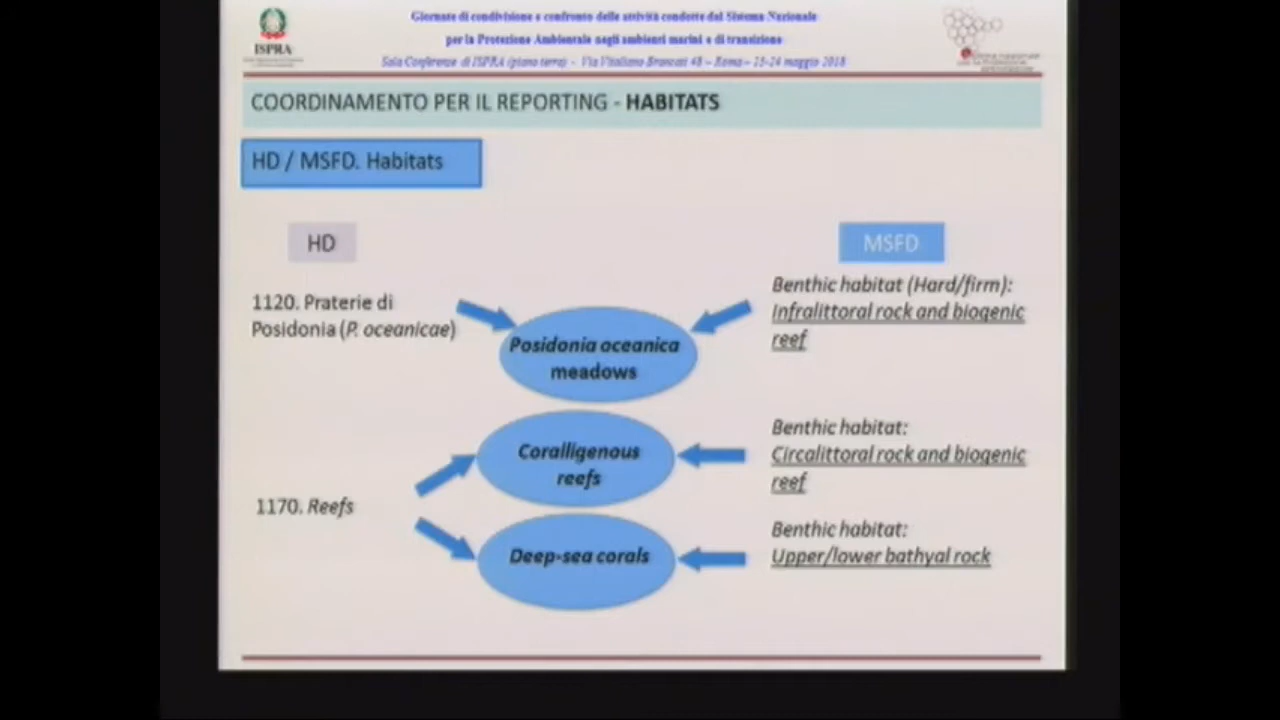 Giornate di condivisione e confronto delle attività condotte dal Sistema Nazionale
per la Protezione Ambientale negli ambienti marini e di transizione
Sala Conferenze di ISPRA (piano terra) - Via Vitaliano Brancati 48 – Roma – 23-24 maggio 2018
ISPRA
COORDINAMENTO PER IL REPORTING - HABITATS
HD / MSFD. Habitats
HD
MSFD
1120. Praterie di
Posidonia (P. oceanicae)
Posidonia oceanica
meadows
Benthic habitat (Hard/firm):
Infralittoral rock and biogenic
reef
1170. Reefs
Coralligenous
reefs
Benthic habitat:
Circalittoral rock and biogenic
reef
Deep-sea corals
Benthic habitat:
Upper/lower bathyal rock